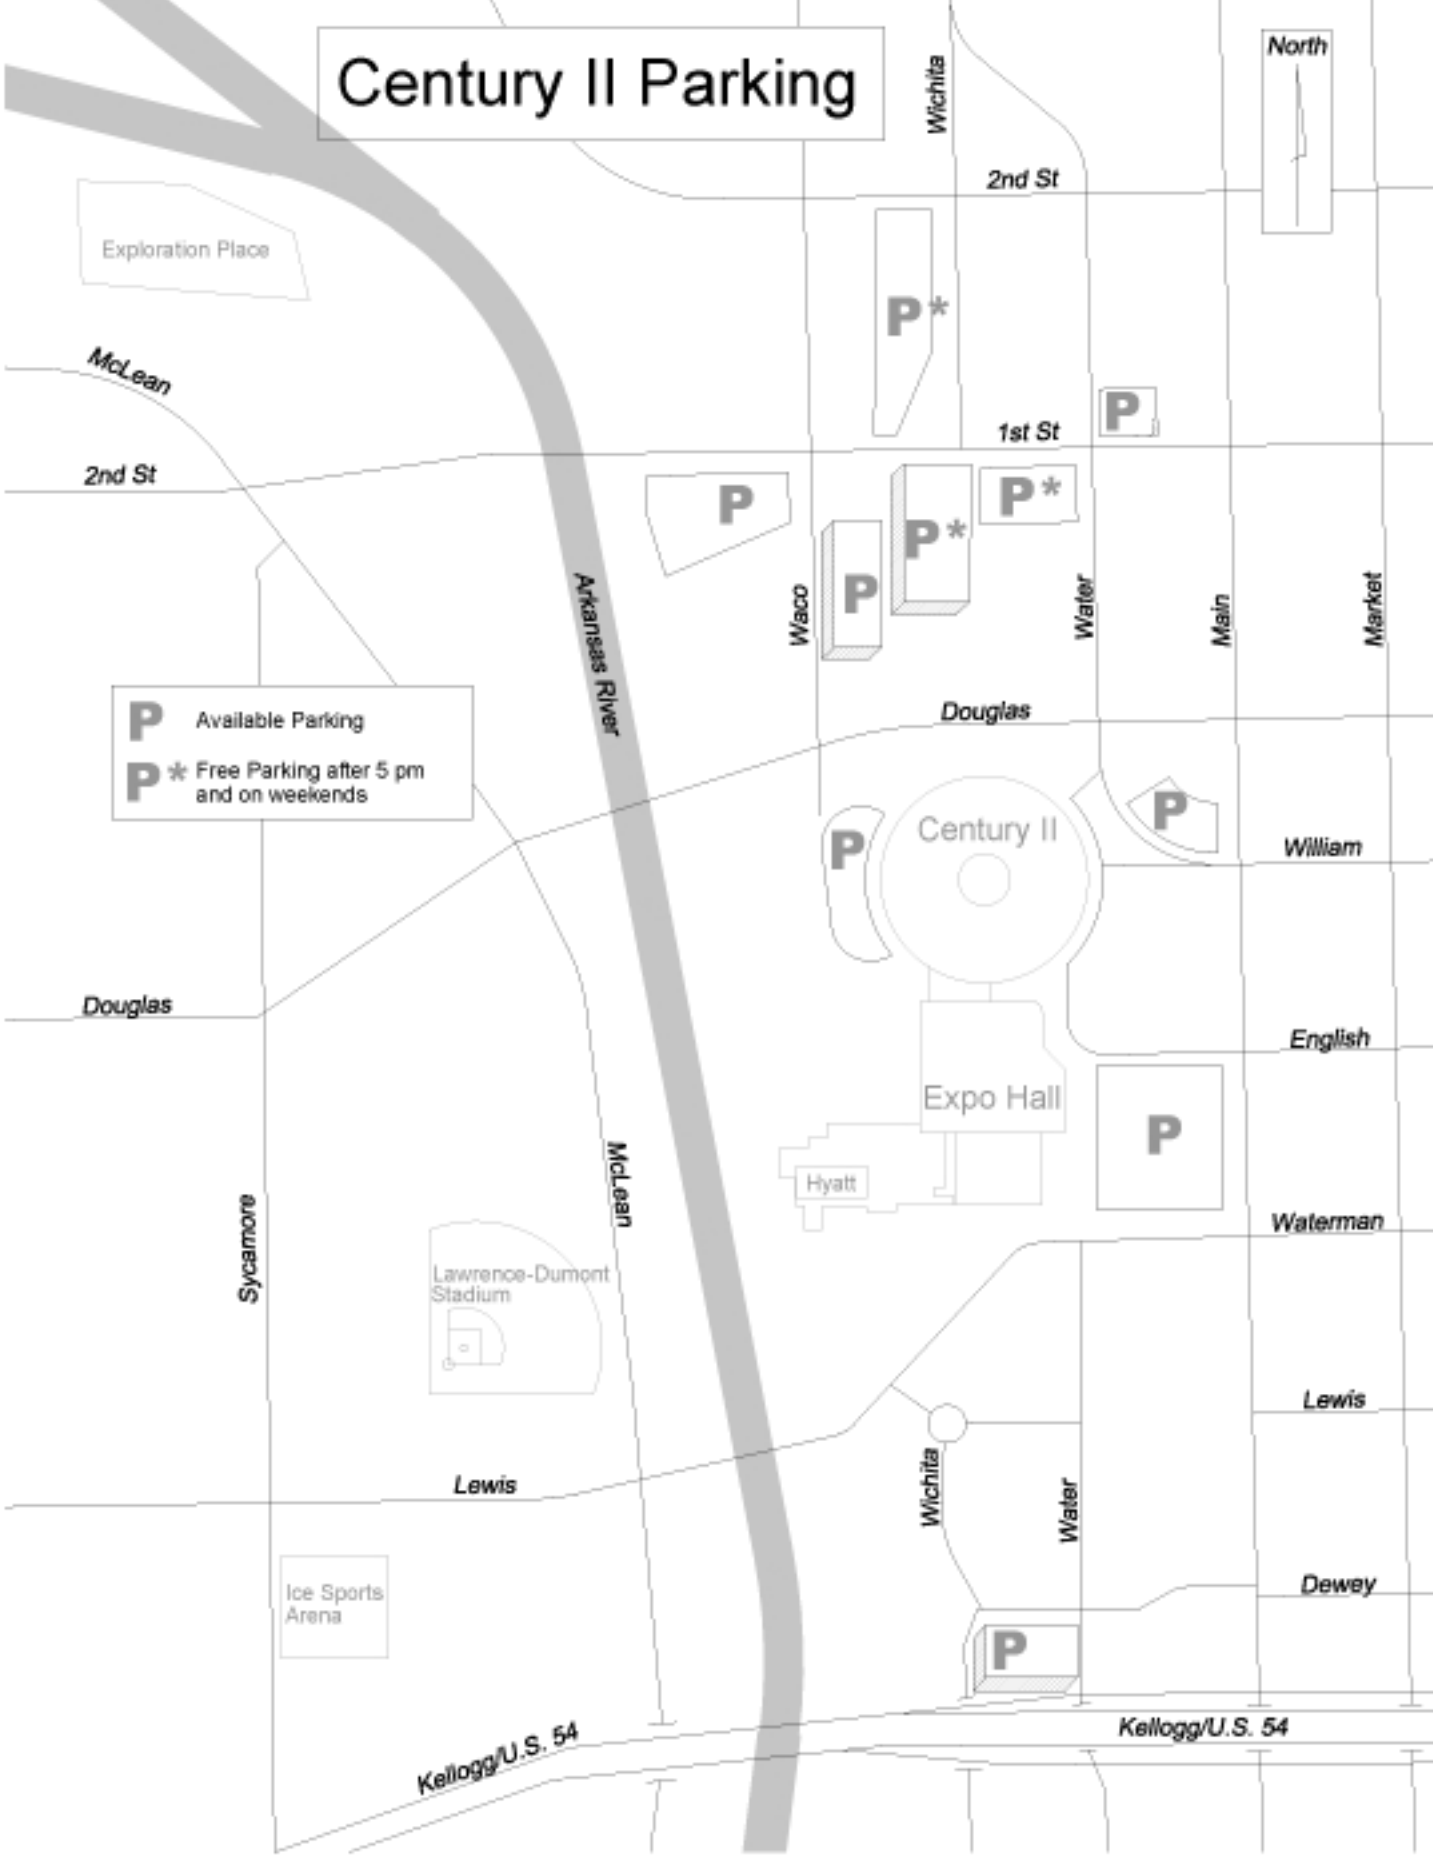 North
Century II Parking
Wichita
2nd St
Exploration Place
P*
McLean
P
1st St
2nd St
P
P*
P*
P
Arkansas River
Waco
Water
Main
Market
P Available Parking
P* Free Parking after 5 pm
and on weekends
Douglas
P
Century II
P
William
Douglas
English
Expo Hall
P
McLean
Hyatt
Sycamore
Waterman
Lawrence-Dumont
Stadium
Lewis
Lewis
Wichita
Water
Ice Sports
Arena
Dewey
P
Kellogg/U.S. 54
Kellogg/U.S. 54